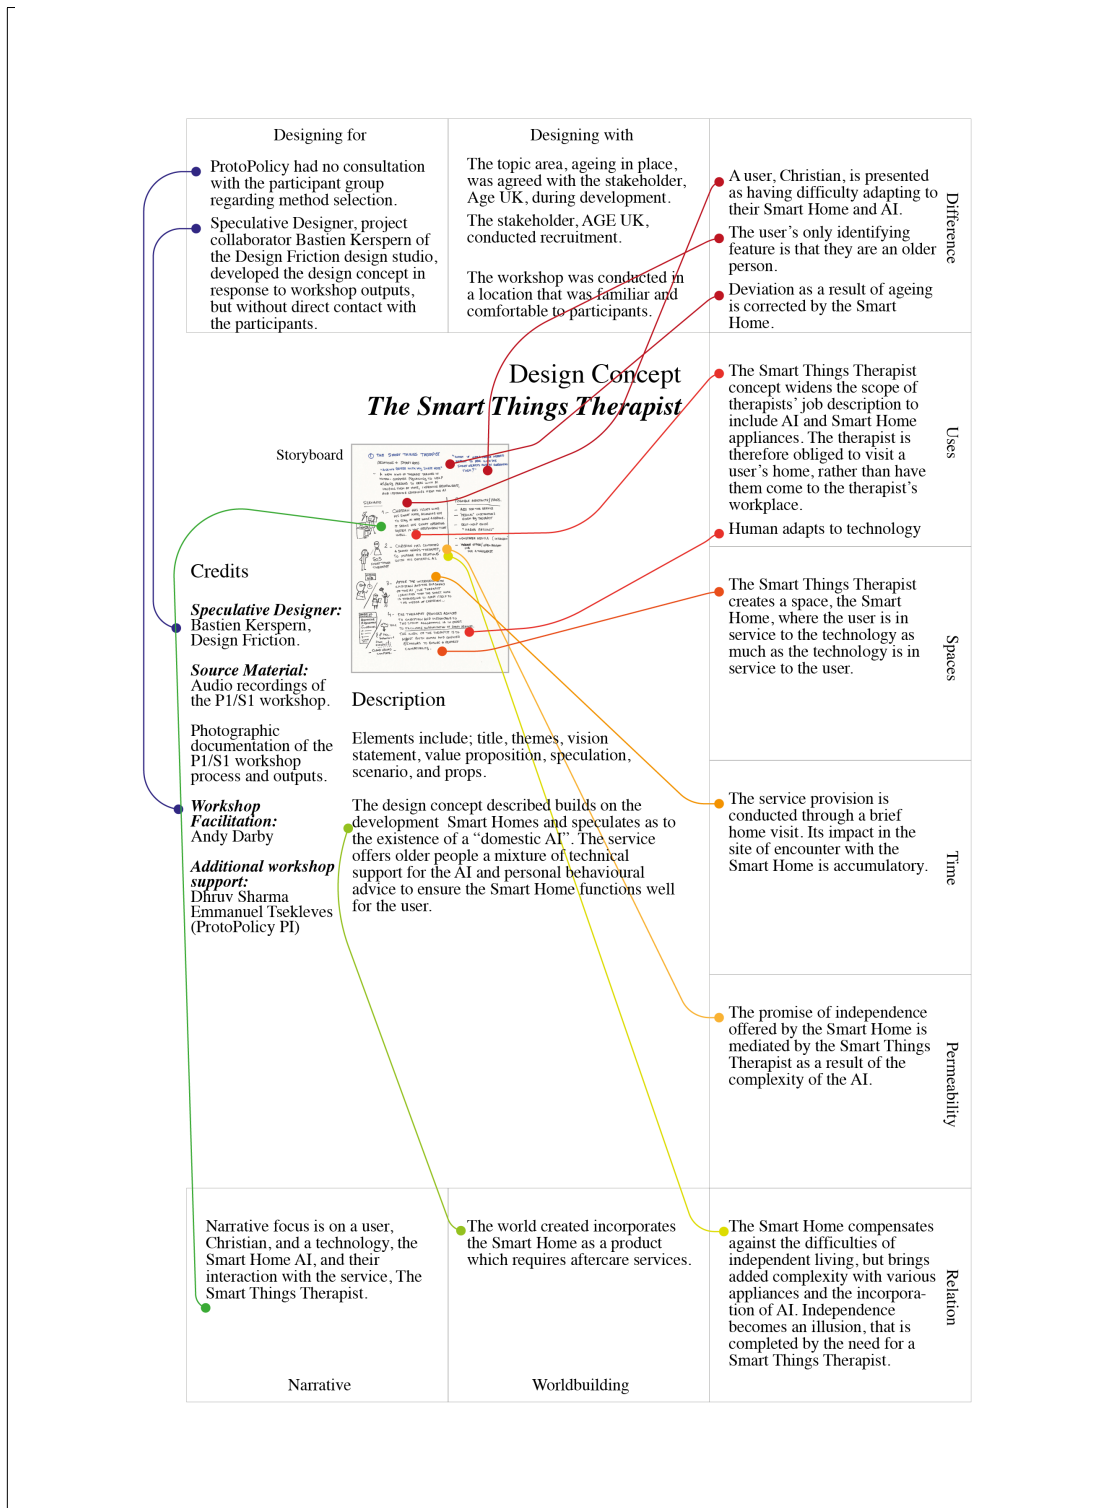 Designing for
ProtoPolicy had no consultation
with the participant group
regarding method selection.
Speculative Designer, project
collaborator Bastien Kerspern of
the Design Friction design studio,
developed the design concept in
response to workshop outputs,
but without direct contact with
the participants.
Designing with
The topic area, ageing in place,
was agreed with the stakeholder,
Age UK, during development.
The stakeholder, AGE UK,
conducted recruitment.
The workshop was conducted in
a location that was familiar and
comfortable to participants.
A user, Christian, is presented
as having difficulty adapting to
their Smart Home and AI.
The user’s only identifying
feature is that they are an older
person.
Deviation as a result of ageing
is corrected by the Smart
Home.
Difference
Design Concept
The Smart Things Therapist
Storyboard
THE SMART THINGS THERAPIST
The Smart Things Therapist
concept widens the scope of
therapists’ job description to
include AI and Smart Home
appliances. The therapist is
therefore obliged to visit a
user’s home, rather than have
them come to the therapist’s
workplace.
Human adapts to technology
Uses
Credits
Speculative Designer:
Bastien Kerspern,
Design Friction.
Source Material:
Audio recordings of
the P1/S1 workshop.
Photographic
documentation of the
P1/S1 workshop
process and outputs.
Workshop
Facilitation:
Andy Darby
Additional workshop
support:
Dhruv Sharma
Emmanuel Tsekleves
(ProtoPolicy PI)
Description
Elements include; title, themes, vision
statement, value proposition, speculation,
scenario, and props.
The design concept described builds on the
development  Smart Homes and speculates as to
the existence of a “domestic AI”. The service
offers older people a mixture of technical
support for the AI and personal behavioural
advice to ensure the Smart Home functions well
for the user.
The Smart Things Therapist
creates a space, the Smart
Home, where the user is in
service to the technology as
much as the technology is in
service to the user.
Spaces
The service provision is
conducted through a brief
home visit. Its impact in the
site of encounter with the
Smart Home is accumulatory.
Time
The promise of independence
offered by the Smart Home is
mediated by the Smart Things
Therapist as a result of the
complexity of the AI.
Permeability
Narrative focus is on a user,
Christian, and a technology, the
Smart Home AI, and their
interaction with the service, The
Smart Things Therapist.
Narrative
The world created incorporates
the Smart Home as a product
which requires aftercare services.
Worldbuilding
The Smart Home compensates
against the difficulties of
independent living, but brings
added complexity with various
appliances and the incorpora-
tion of AI. Independence
becomes an illusion, that is
completed by the need for a
Smart Things Therapist.
Relation